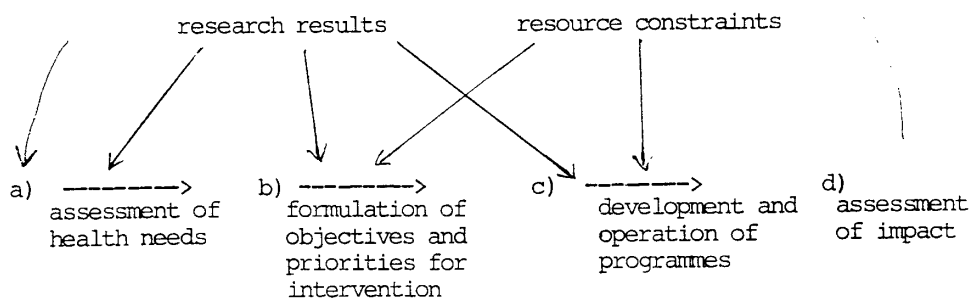 research results
resource constraints
a)
assessment of
health needs
b)
formulation of
objectives and
priorities for
intervention
c)
development and
operation of
programmes
d)
assessment
of impact